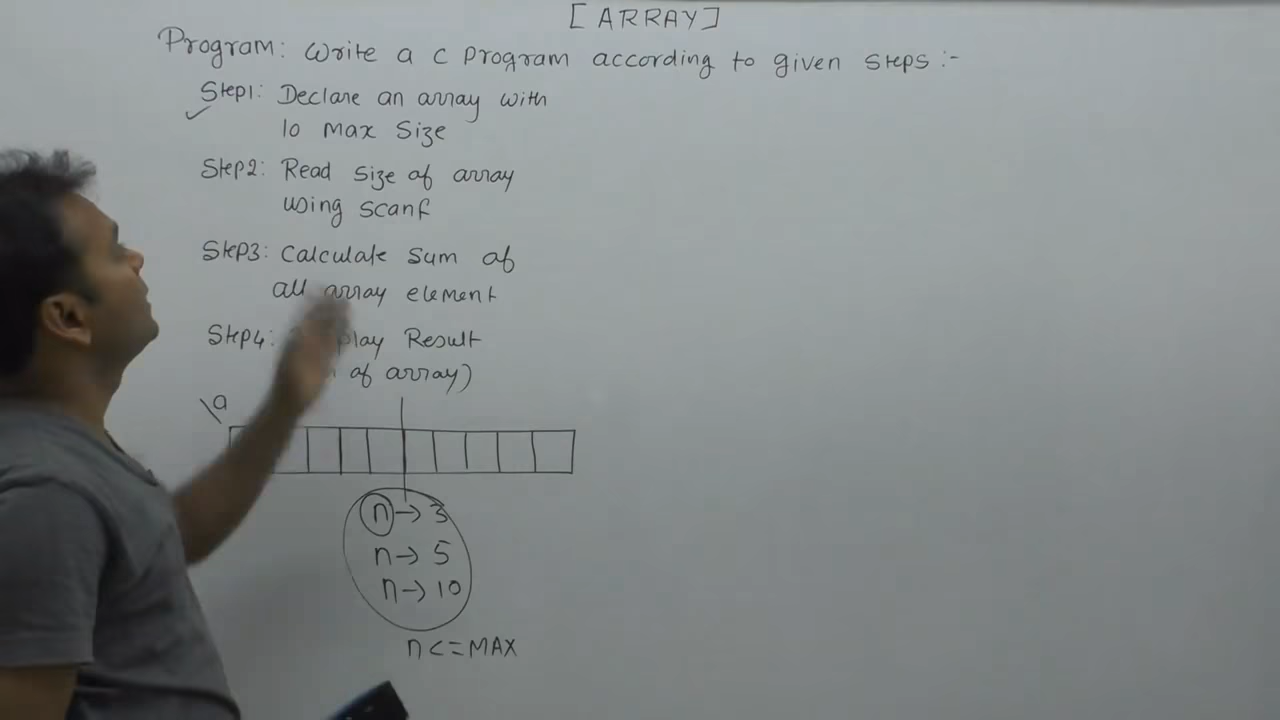 [ARRAY]
Program: Write a c program according to given steps :-
Step1: Declare an array with
10 max size
Step2: Read size of array
using scanf
Step3: Calculate sum of
all array element
Step4: play Result
of array)
a
n → 3
n → 5
n → 10
n <= MAX